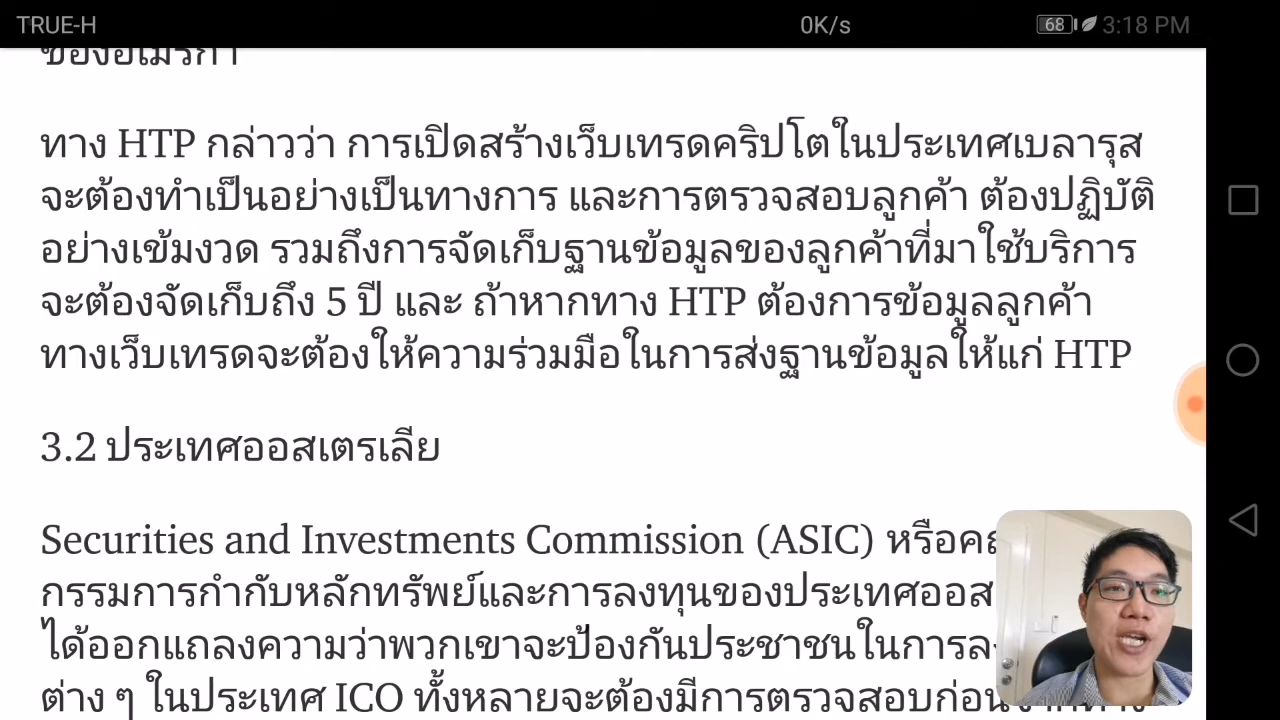 TRUE-H 0K/s 68 3:18 PM
ของอเมริกา
ทาง HTP กล่าวว่า การเปิดสร้างเว็บเทรดคริปโตในประเทศเบลารุส
จะต้องทำเป็นอย่างเป็นทางการ และการตรวจสอบลูกค้า ต้องปฏิบัติ
อย่างเข้มงวด รวมถึงการจัดเก็บฐานข้อมูลของลูกค้าที่มาใช้บริการ
จะต้องจัดเก็บถึง 5 ปี และ ถ้าหากทาง HTP ต้องการข้อมูลลูกค้า
ทางเว็บเทรดจะต้องให้ความร่วมมือในการส่งฐานข้อมูลให้แก่ HTP
3.2 ประเทศออสเตรเลีย
Securities and Investments Commission (ASIC) หรือ
กรรมการกำกับหลักทรัพย์และการลงทุนของประเทศ
ได้ออกแถลงความว่าพวกเขาจะป้องกันประชาชนในการ
ต่าง ๆ ในประเทศ ICO ทั้งหลายจะต้องมีการตรวจสอบก่อน